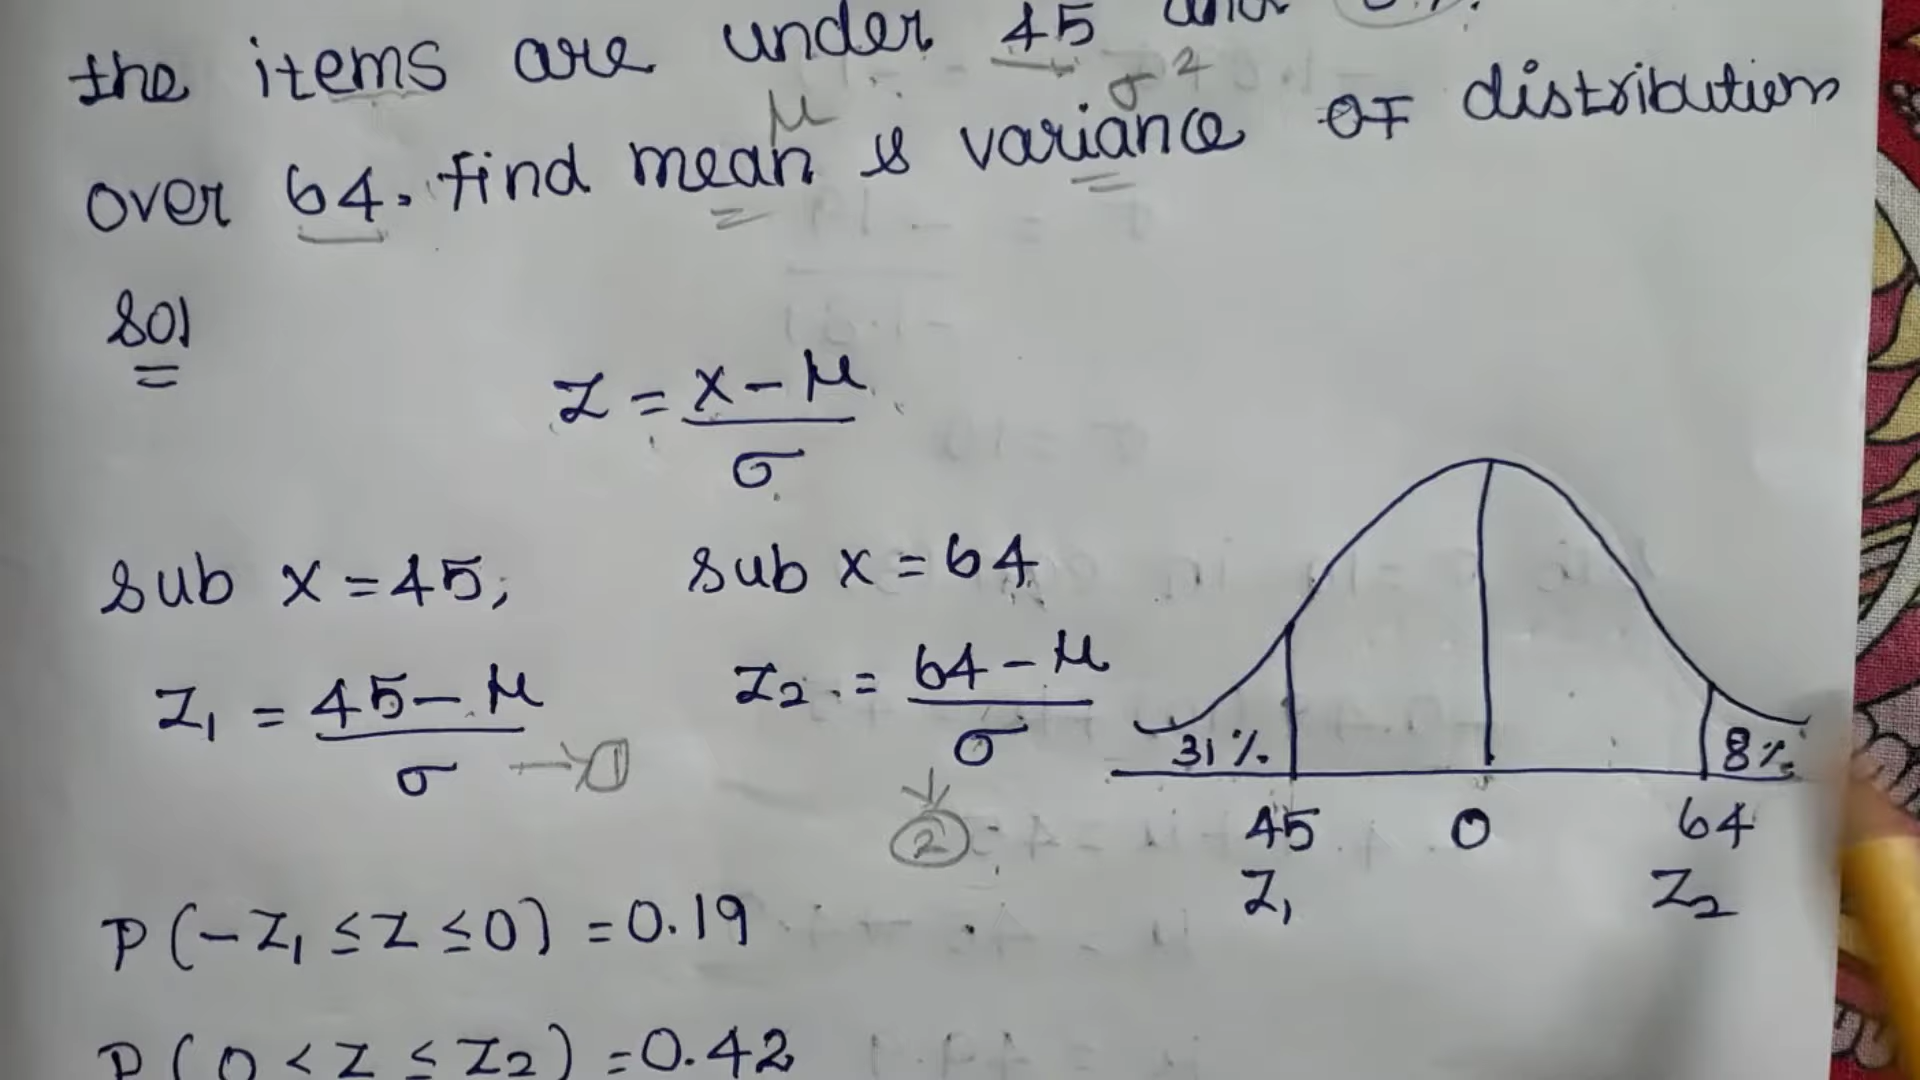 the items are under 45
μ σ²
over 64. find mean & variance OF distribution
Sol
Z = x - μ / σ
sub x = 45, sub x = 64
Z₁ = 45 - μ / σ → ① Z₂ = 64 - μ / σ
②
31% 8%
45 0 64
Z₁ Z₂
P(-Z₁ ≤ Z ≤ 0) = 0.19
P(0 < Z ≤ Z₂) = 0.42